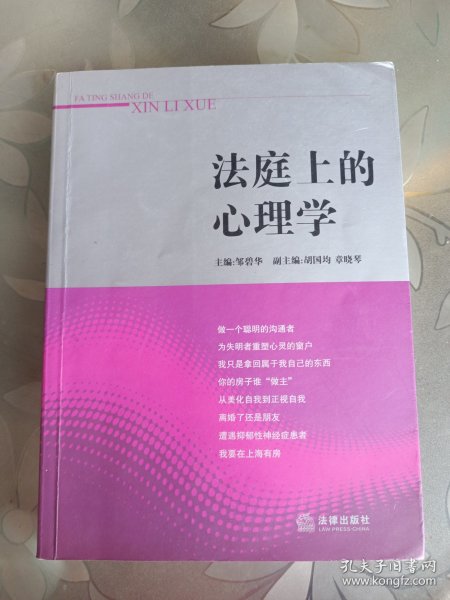 FA TING SHANG DE
XIN LI XUE
法庭上的
心理学
主编:邹碧华 副主编:胡国均 章晓琴
做一个聪明的沟通者
为失明者重塑心灵的窗户
我只是拿回属于我自己的东西
你的房子谁“做主”
从美化自我到正视自我
离婚了还是朋友
遭遇抑郁性神经症患者
我要在上海有房
法律出版社
LAW PRESS·CHINA
孔夫子旧书网
www.kongfz.com